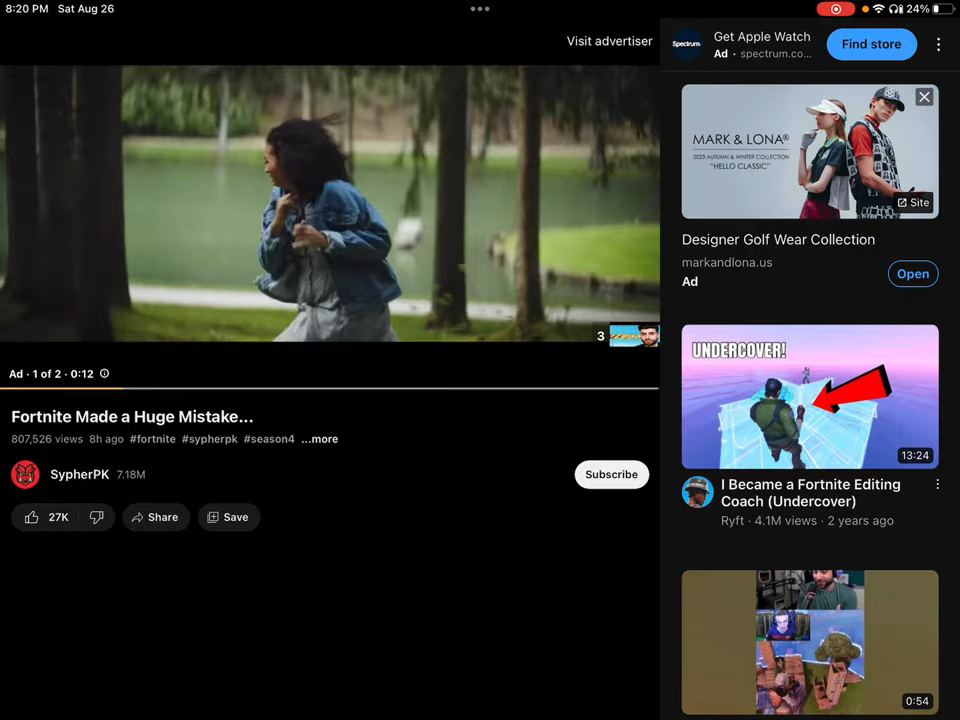 8:20 PM Sat Aug 26
24%
Visit advertiser
3
Ad · 1 of 2 · 0:12
Fortnite Made a Huge Mistake...
807,526 views 8h ago #fortnite #sypherpk #season4 ...more
SypherPK 7.18M
Subscribe
27K
Share
Save
Spectrum
Get Apple Watch
Ad · spectrum.co...
Find store
MARK & LONA®
2023 AUTUMN & WINTER COLLECTION
"HELLO CLASSIC"
Site
Designer Golf Wear Collection
markandlona.us
Ad
Open
UNDERCOVER!
13:24
I Became a Fortnite Editing
Coach (Undercover)
Ryft · 4.1M views · 2 years ago
0:54